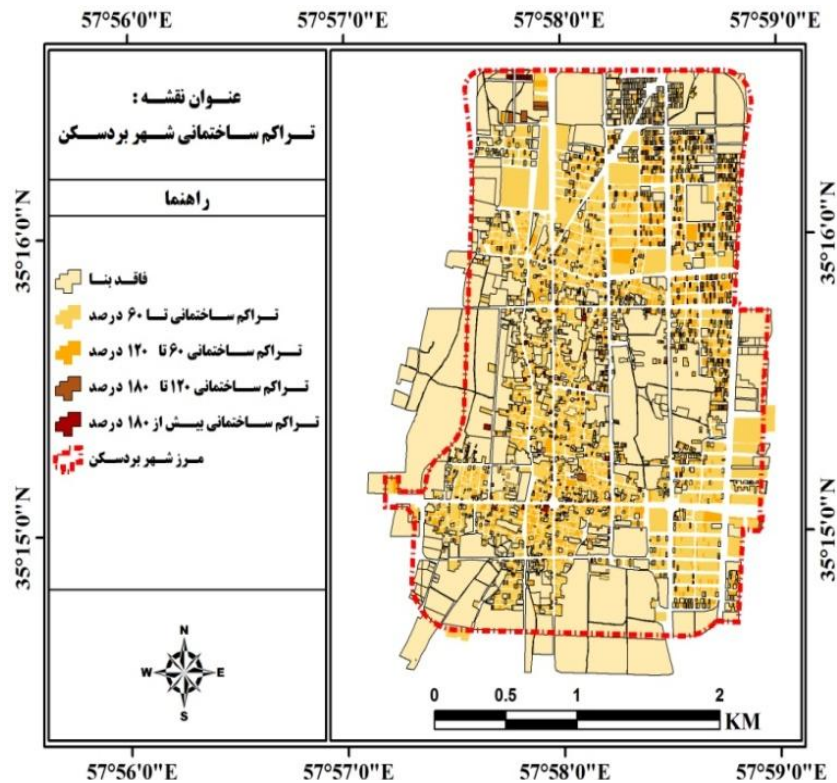 57°56'0"E 57°57'0"E 57°58'0"E 57°59'0"E
عنوان نقشه :
تراکم ساختمانی شهر بردسکن
راهنما
فاقد بنا
تراکم ساختمانی تا ۶۰ درصد
تراکم ساختمانی ۶۰ تا ۱۲۰ درصد
تراکم ساختمانی ۱۲۰ تا ۱۸۰ درصد
تراکم ساختمانی بیش از ۱۸۰ درصد
مرز شهر بردسکن
35°16'0"N 35°16'0"N
35°15'0"N 35°15'0"N
N
W E
S
0 0.5 1 2
KM
57°56'0"E 57°57'0"E 57°58'0"E 57°59'0"E